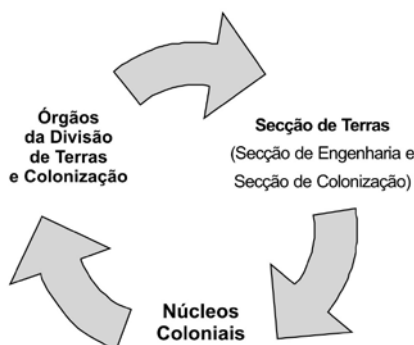 Órgãos
da Divisão
de Terras
e Colonização
Secção de Terras
(Secção de Engenharia e
Secção de Colonização)
Núcleos
Coloniais